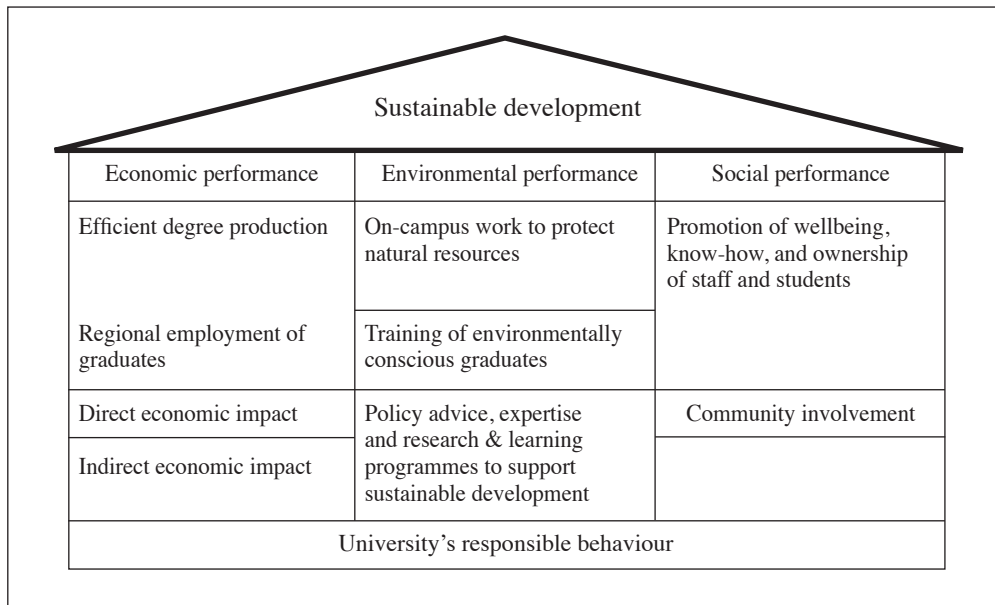 Sustainable development
Economic performance
Environmental performance
Social performance
Efficient degree production
On-campus work to protect
natural resources
Promotion of wellbeing,
know-how, and ownership
of staff and students
Regional employment of
graduates
Training of environmentally
conscious graduates
Direct economic impact
Policy advice, expertise
and research & learning
programmes to support
sustainable development
Community involvement
Indirect economic impact
University's responsible behaviour